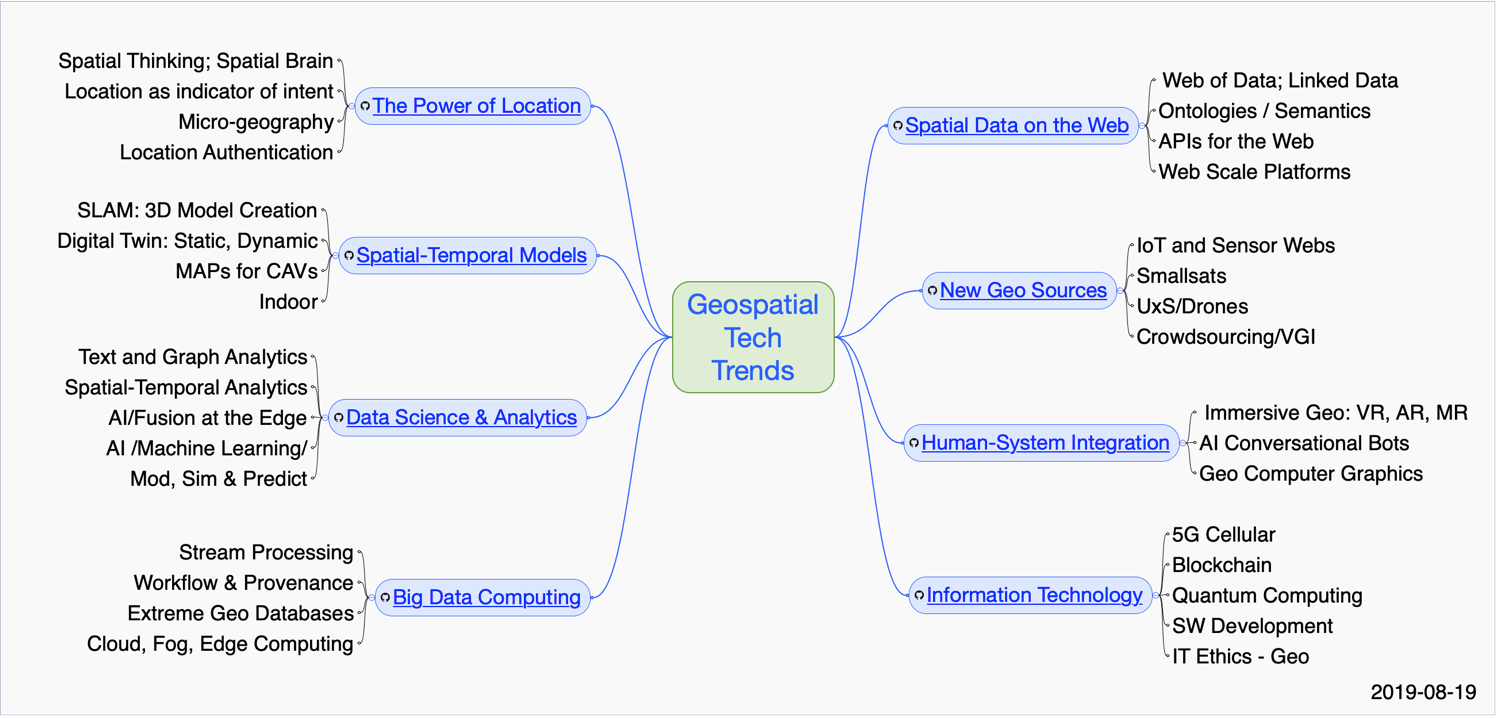 Geospatial
Tech
Trends
The Power of Location
Spatial Thinking; Spatial Brain
Location as indicator of intent
Micro-geography
Location Authentication
Spatial-Temporal Models
SLAM: 3D Model Creation
Digital Twin: Static, Dynamic
MAPs for CAVs
Indoor
Data Science & Analytics
Text and Graph Analytics
Spatial-Temporal Analytics
AI/Fusion at the Edge
AI /Machine Learning/
Mod, Sim & Predict
Big Data Computing
Stream Processing
Workflow & Provenance
Extreme Geo Databases
Cloud, Fog, Edge Computing
Spatial Data on the Web
Web of Data; Linked Data
Ontologies / Semantics
APIs for the Web
Web Scale Platforms
New Geo Sources
IoT and Sensor Webs
Smallsats
UxS/Drones
Crowdsourcing/VGI
Human-System Integration
Immersive Geo: VR, AR, MR
AI Conversational Bots
Geo Computer Graphics
Information Technology
5G Cellular
Blockchain
Quantum Computing
SW Development
IT Ethics - Geo
2019-08-19